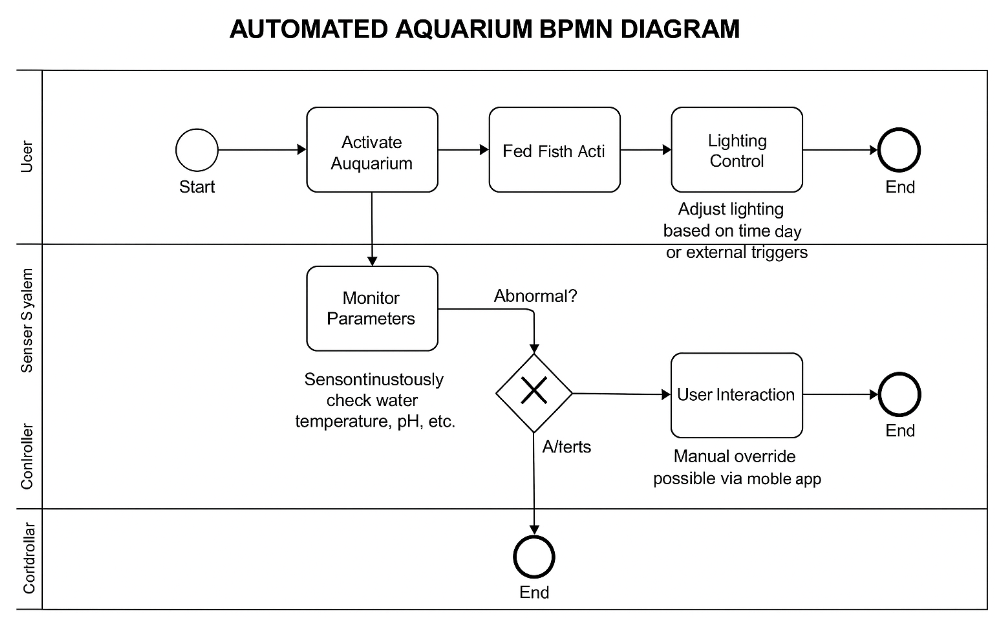 AUTOMATED AQUARIUM BPMN DIAGRAM
Ucer
Start
Activate
Auquarium
Fed Fisth Acti
Lighting
Control
End
Adjust lighting
based on time day
or external triggers
Senser Syalem
Monitor
Parameters
Abnormal?
Sensontinustously
check water
temperature, pH, etc.
User Interaction
End
A/terts
Manual override
possible via moble app
Conlroller
Cortdrollar
End